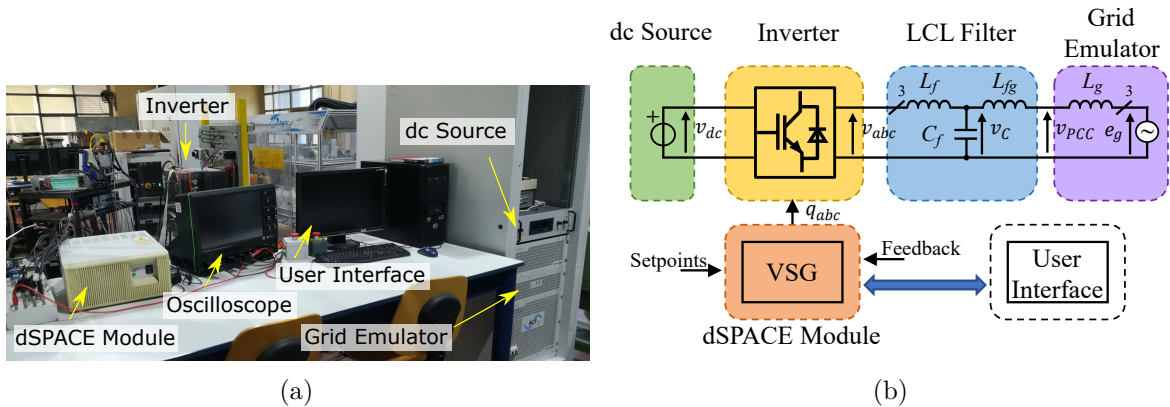 Inverter
dc Source
User Interface
Oscilloscope
dSPACE Module
Grid Emulator
(a)
dc Source
Inverter
LCL Filter
Grid
Emulator
+
v_dc
v_abc
3
L_f
L_fg
C_f
v_C
v_PCC
L_g
3
e_g
q_abc
Setpoints
VSG
Feedback
User
Interface
dSPACE Module
(b)